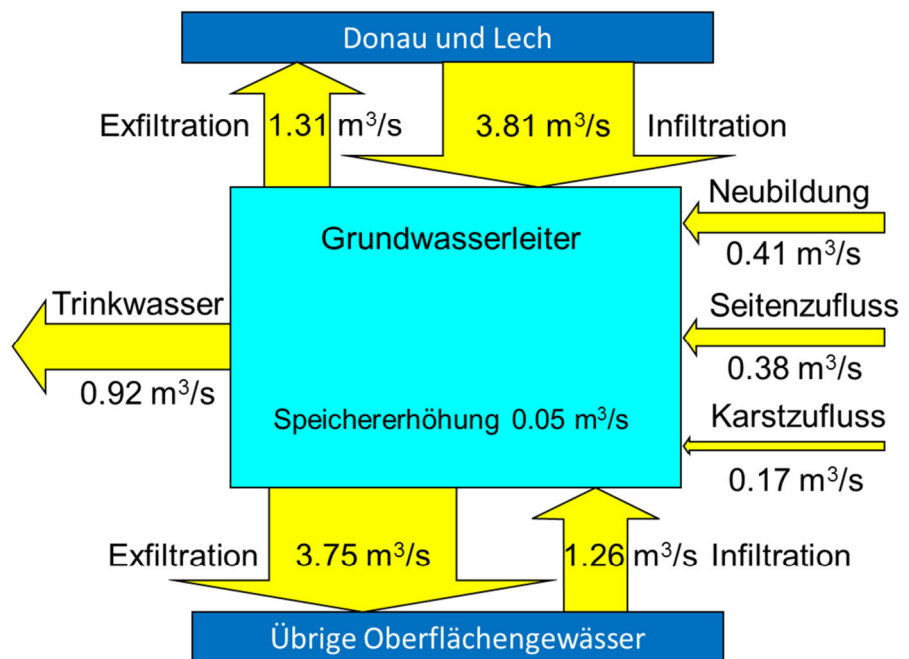 Donau und Lech
Exfiltration 1.31 m³/s 3.81 m³/s Infiltration
Neubildung
0.41 m³/s
Grundwasserleiter
Trinkwasser
0.92 m³/s
Seitenzufluss
0.38 m³/s
Speichererhöhung 0.05 m³/s
Karstzufluss
0.17 m³/s
Exfiltration 3.75 m³/s 1.26 m³/s Infiltration
Übrige Oberflächengewässer